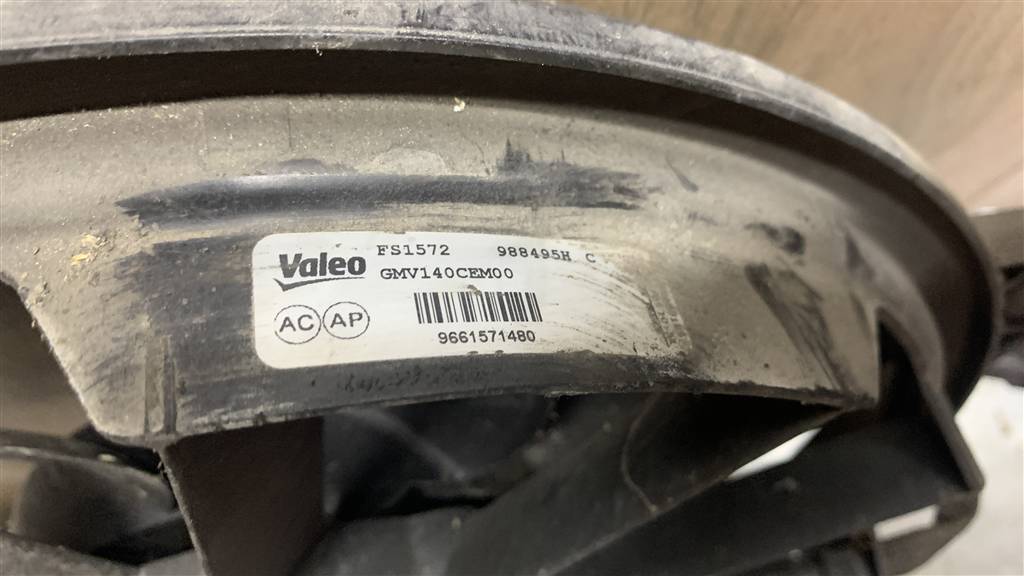 Valeo
FS1572 988495H C
GMV140CEM00
AC AP
9661571480